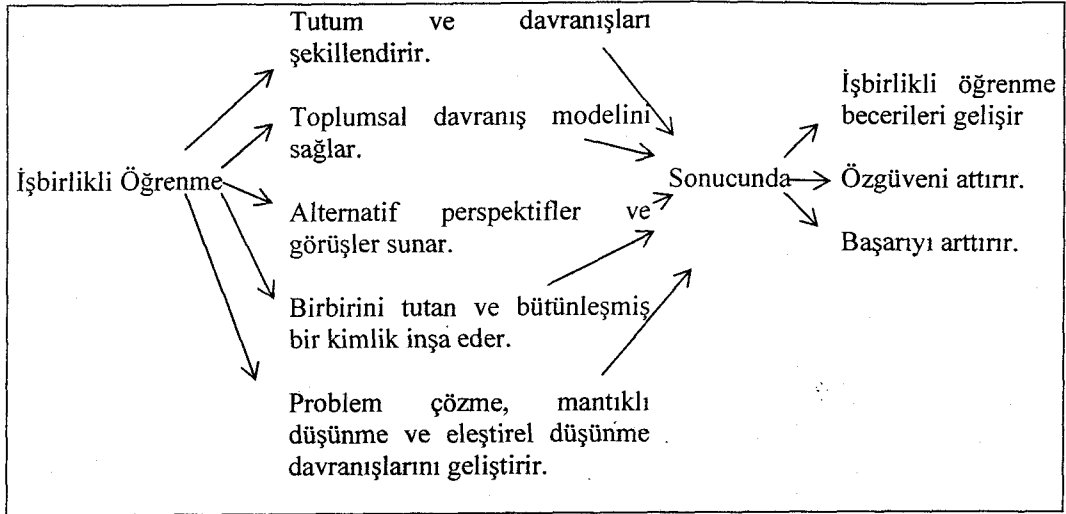 Tutum ve davranışları
şekillendirir.
Toplumsal davranış modelini
sağlar.
İşbirlikli Öğrenme
Alternatif perspektifler ve
görüşler sunar.
Birbirini tutan ve bütünleşmiş
bir kimlik inşa eder.
Problem çözme, mantıklı
düşünme ve eleştirel düşünme
davranışlarını geliştirir.
Sonucunda
İşbirlikli öğrenme
becerileri gelişir
Özgüveni attırır.
Başarıyı arttırır.